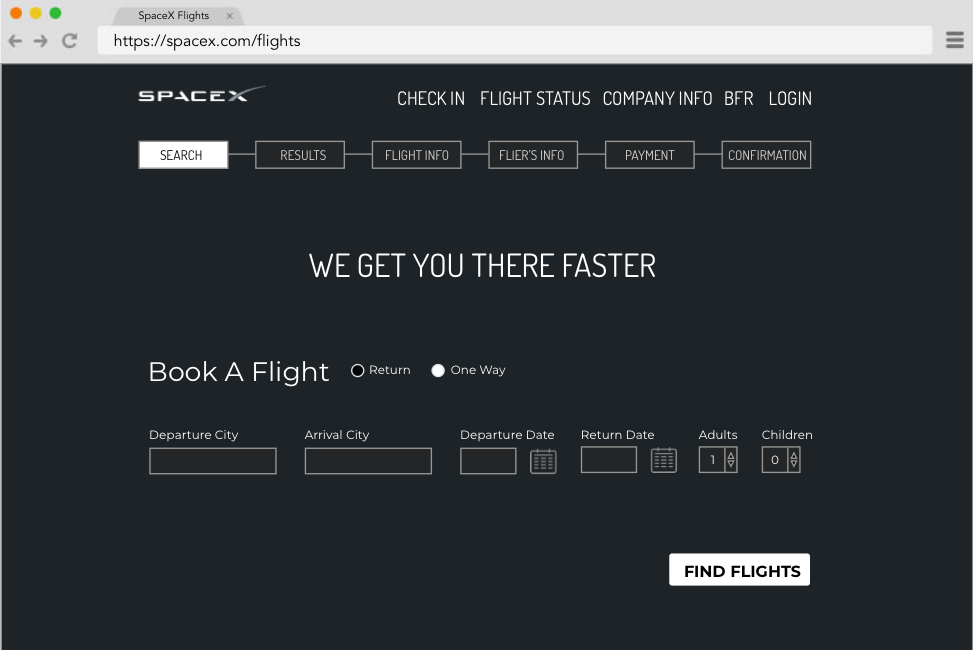 SpaceX Flights
https://spacex.com/flights
SPACEX
CHECK IN FLIGHT STATUS COMPANY INFO BFR LOGIN
SEARCH RESULTS FLIGHT INFO FLIER'S INFO PAYMENT CONFIRMATION
WE GET YOU THERE FASTER
Book A Flight Return One Way
Departure City Arrival City Departure Date Return Date Adults Children
1 0
FIND FLIGHTS